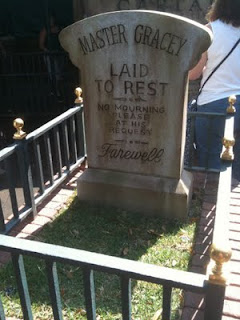 MASTER GRACEY
LAID
TO REST
NO MOURNING
PLEASE
AT HIS
REQUEST
Farewell